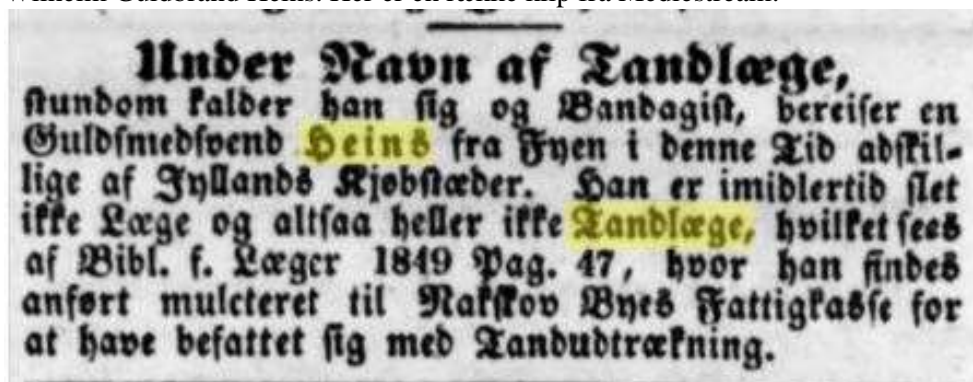 Under Navn af Tandlæge,
stundom kalder han sig og Bandagist, bereiser en
Guldsmedsvend Heins fra Fyen i denne Tid adskil-
lige af Jyllands Kjøbstæder. Han er imidlertid slet
ikke Læge og altsaa heller ikke Tandlæge, hvilket sees
af Bibl. f. Læger 1849 Pag. 47, hvor han findes
anført mulcteret til Nakskov Byes Fattigkasse for
at have befattet sig med Tandudtrækning.